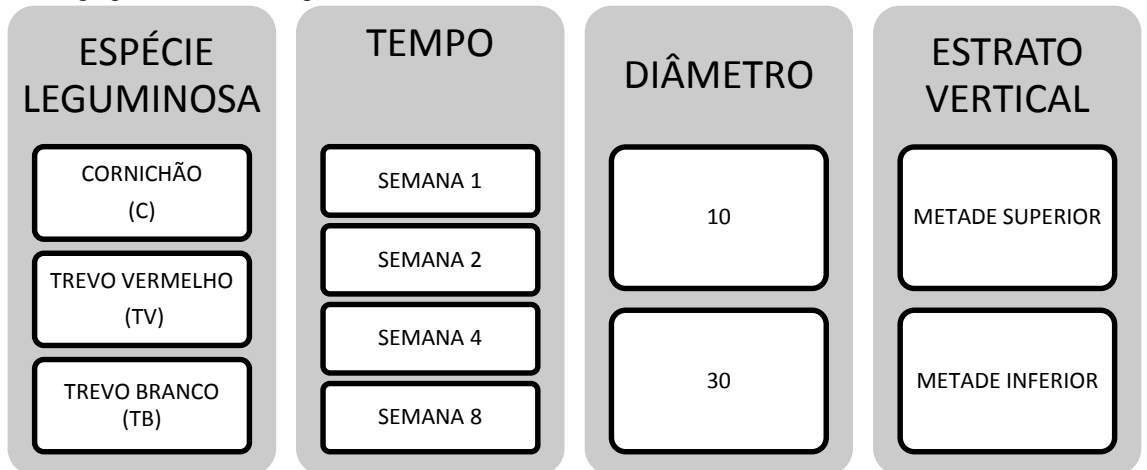 ESPÉCIE
LEGUMINOSA
CORNICHÃO
(C)
TREVO VERMELHO
(TV)
TREVO BRANCO
(TB)
TEMPO
SEMANA 1
SEMANA 2
SEMANA 4
SEMANA 8
DIÂMETRO
10
30
ESTRATO
VERTICAL
METADE SUPERIOR
METADE INFERIOR